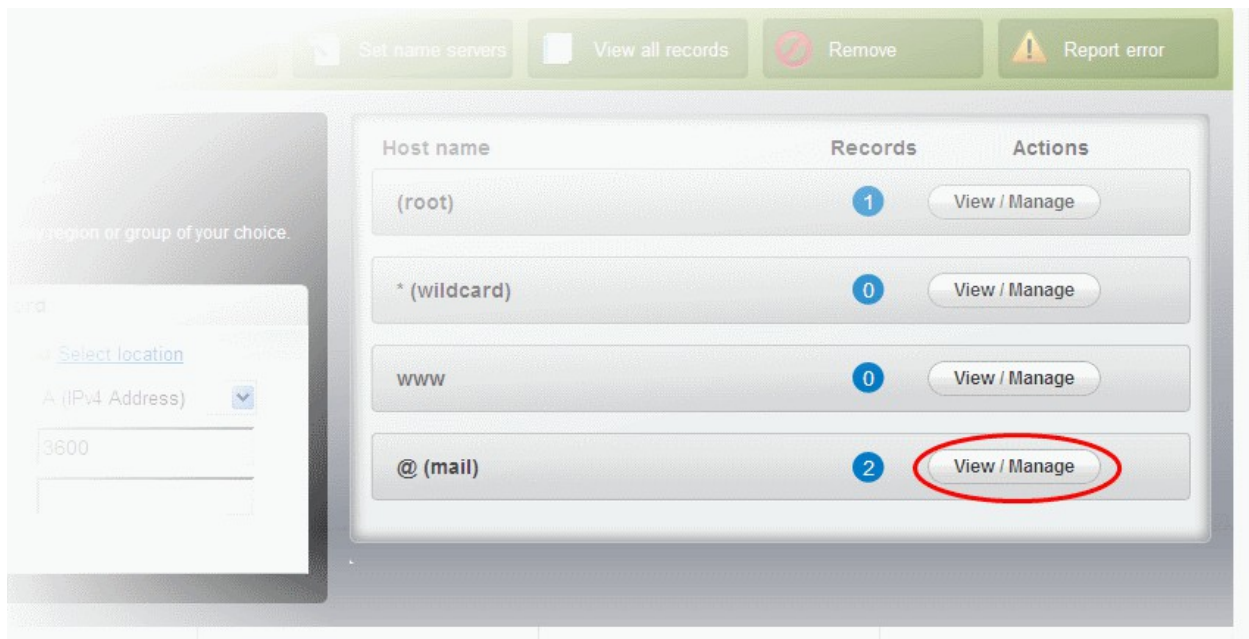 Set name servers
View all records
Remove
Report error
region or group of your choice.
Select location
A (IPv4 Address)
3600
Host name Records Actions
(root) 1 View / Manage
* (wildcard) 0 View / Manage
www 0 View / Manage
@ (mail) 2 View / Manage